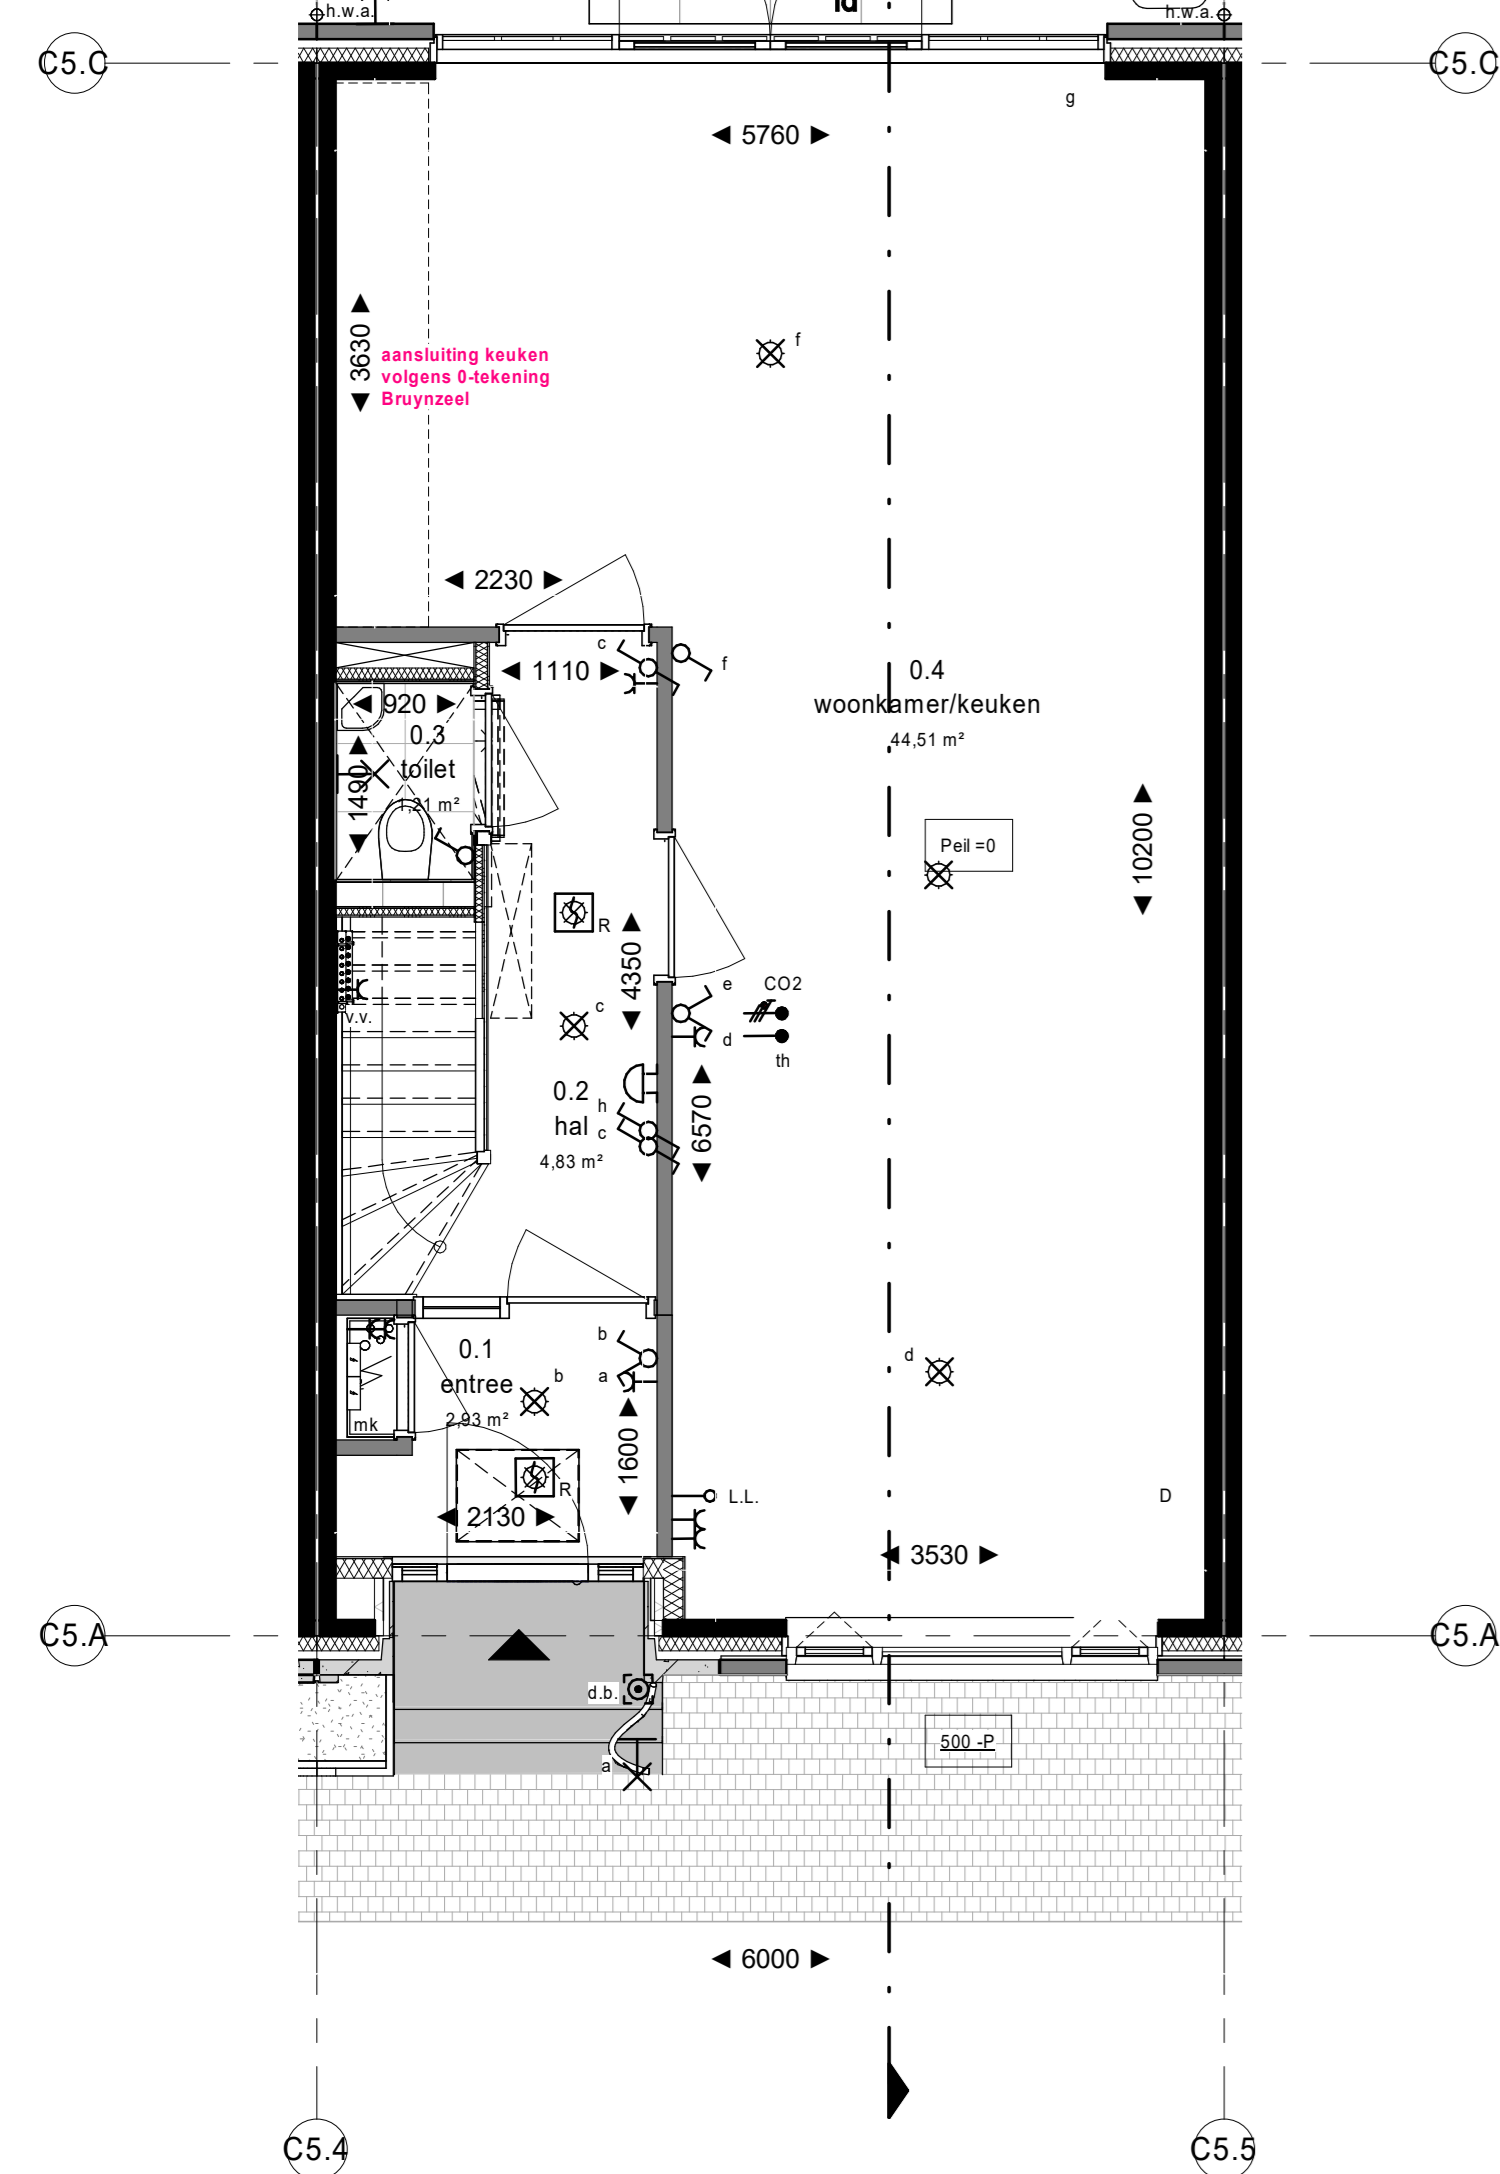 h.w.a.
h.w.a.
C5.C
C5.C
g
5760
f
3630
aansluiting keuken
volgens 0-tekening
Bruynzeel
2230
c
1110
f
0.4
woonkamer/keuken
44,51 m²
920
0.3
toilet
1490
1,21 m²
10200
Peil =0
R
4350
c
e
CO2
v.v.
d
th
0.2
hal
h
c
6570
4,83 m²
0.1
entree
b
a
b
d
2,93 m²
mk
1600
R
L.L.
D
2130
3530
C5.A
C5.A
d.b.
500 -P
a
6000
C5.4
C5.5